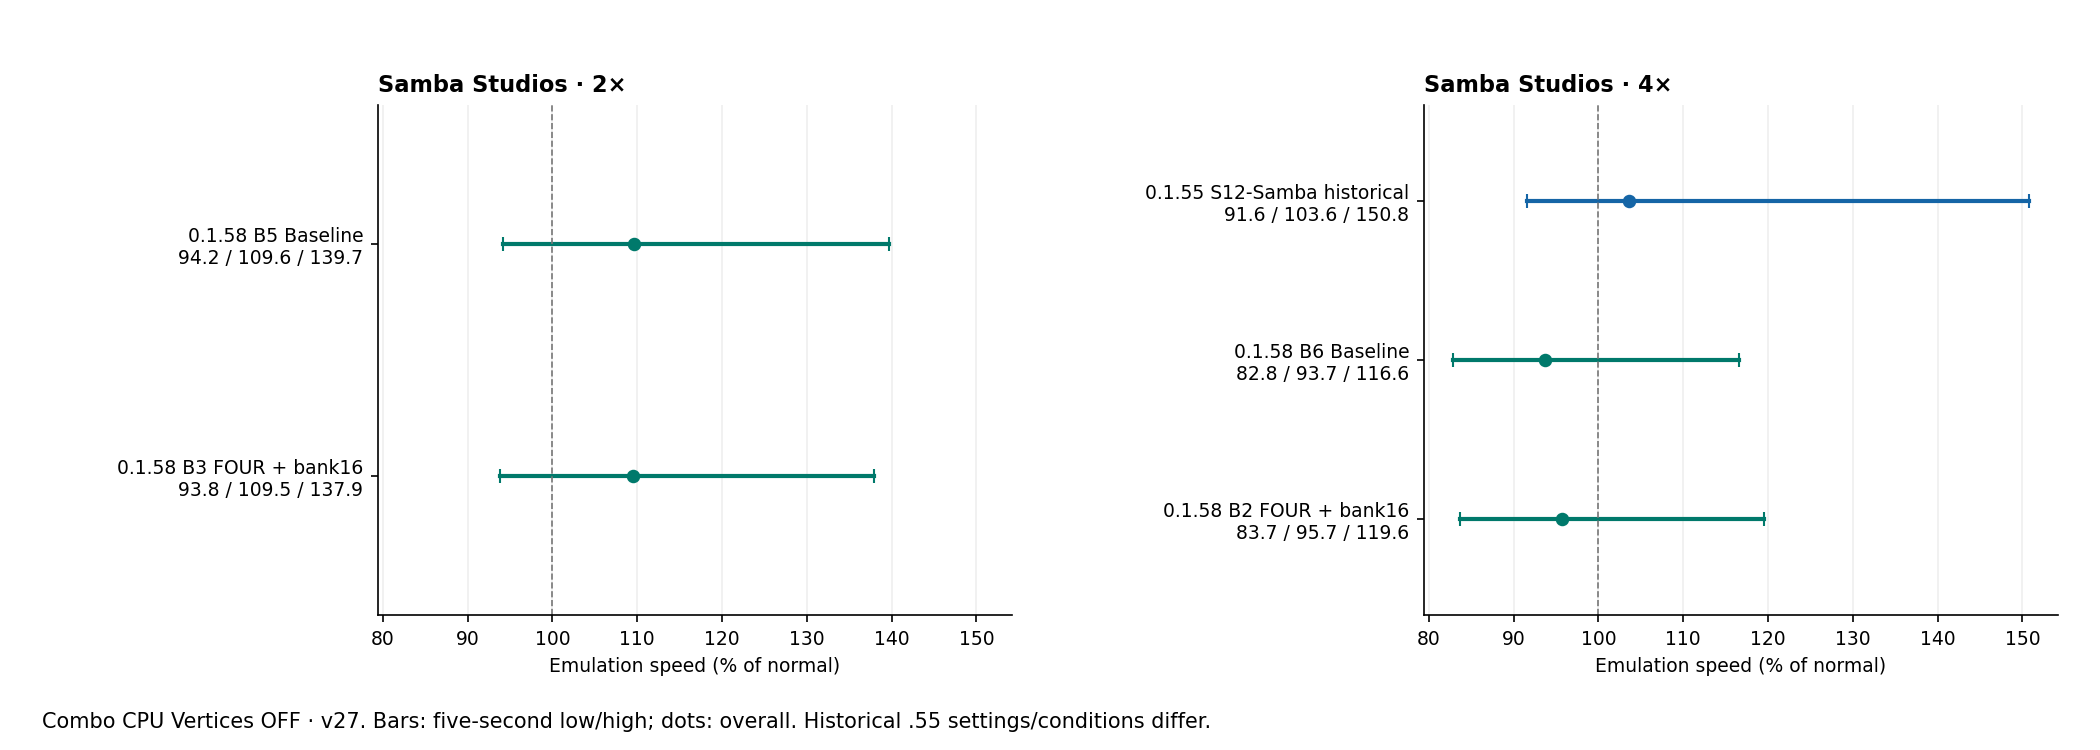 Samba Studios · 2×
0.1.58 B5 Baseline
94.2 / 109.6 / 139.7
0.1.58 B3 FOUR + bank16
93.8 / 109.5 / 137.9
80 90 100 110 120 130 140 150
Emulation speed (% of normal)
Samba Studios · 4×
0.1.55 S12-Samba historical
91.6 / 103.6 / 150.8
0.1.58 B6 Baseline
82.8 / 93.7 / 116.6
0.1.58 B2 FOUR + bank16
83.7 / 95.7 / 119.6
80 90 100 110 120 130 140 150
Emulation speed (% of normal)
Combo CPU Vertices OFF · v27. Bars: five-second low/high; dots: overall. Historical .55 settings/conditions differ.